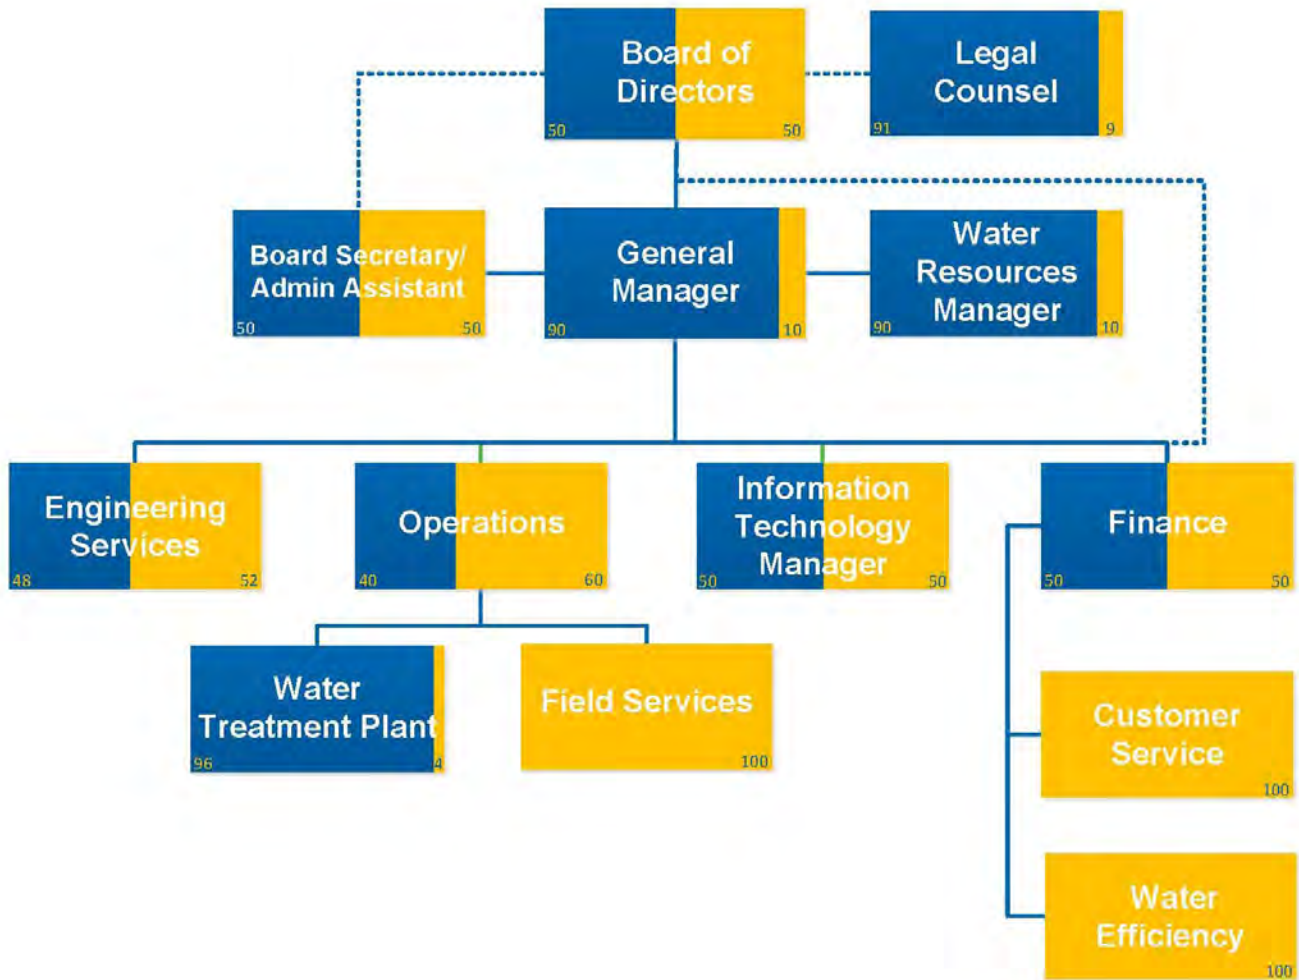 Board of
Directors
50
50
Legal
Counsel
91
9
Board Secretary/
Admin Assistant
50
50
General
Manager
90
10
Water
Resources
Manager
90
10
Engineering
Services
48
52
Operations
40
60
Information
Technology
Manager
50
50
Finance
50
50
Water
Treatment Plant
96
4
Field Services
100
Customer
Service
100
Water
Efficiency
100